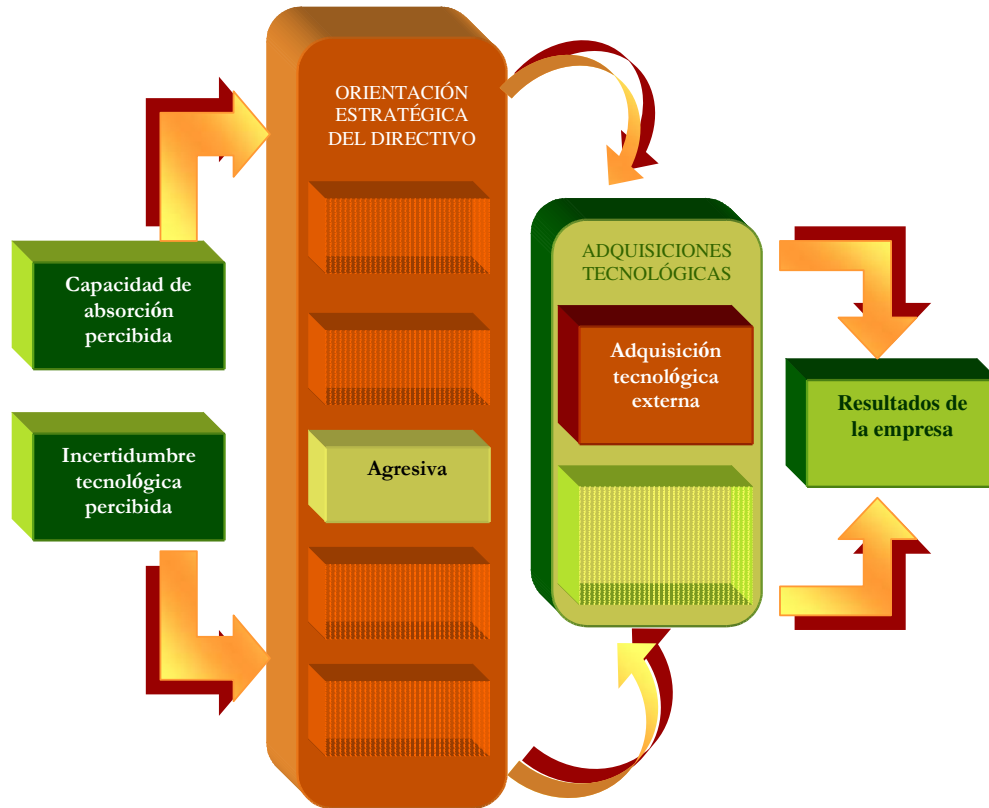 ORIENTACIÓN
ESTRATÉGICA
DEL DIRECTIVO
Capacidad de
absorción
percibida
Incertidumbre
tecnológica
percibida
Agresiva
ADQUISICIONES
TECNOLÓGICAS
Adquisición
tecnológica
externa
Resultados de
la empresa